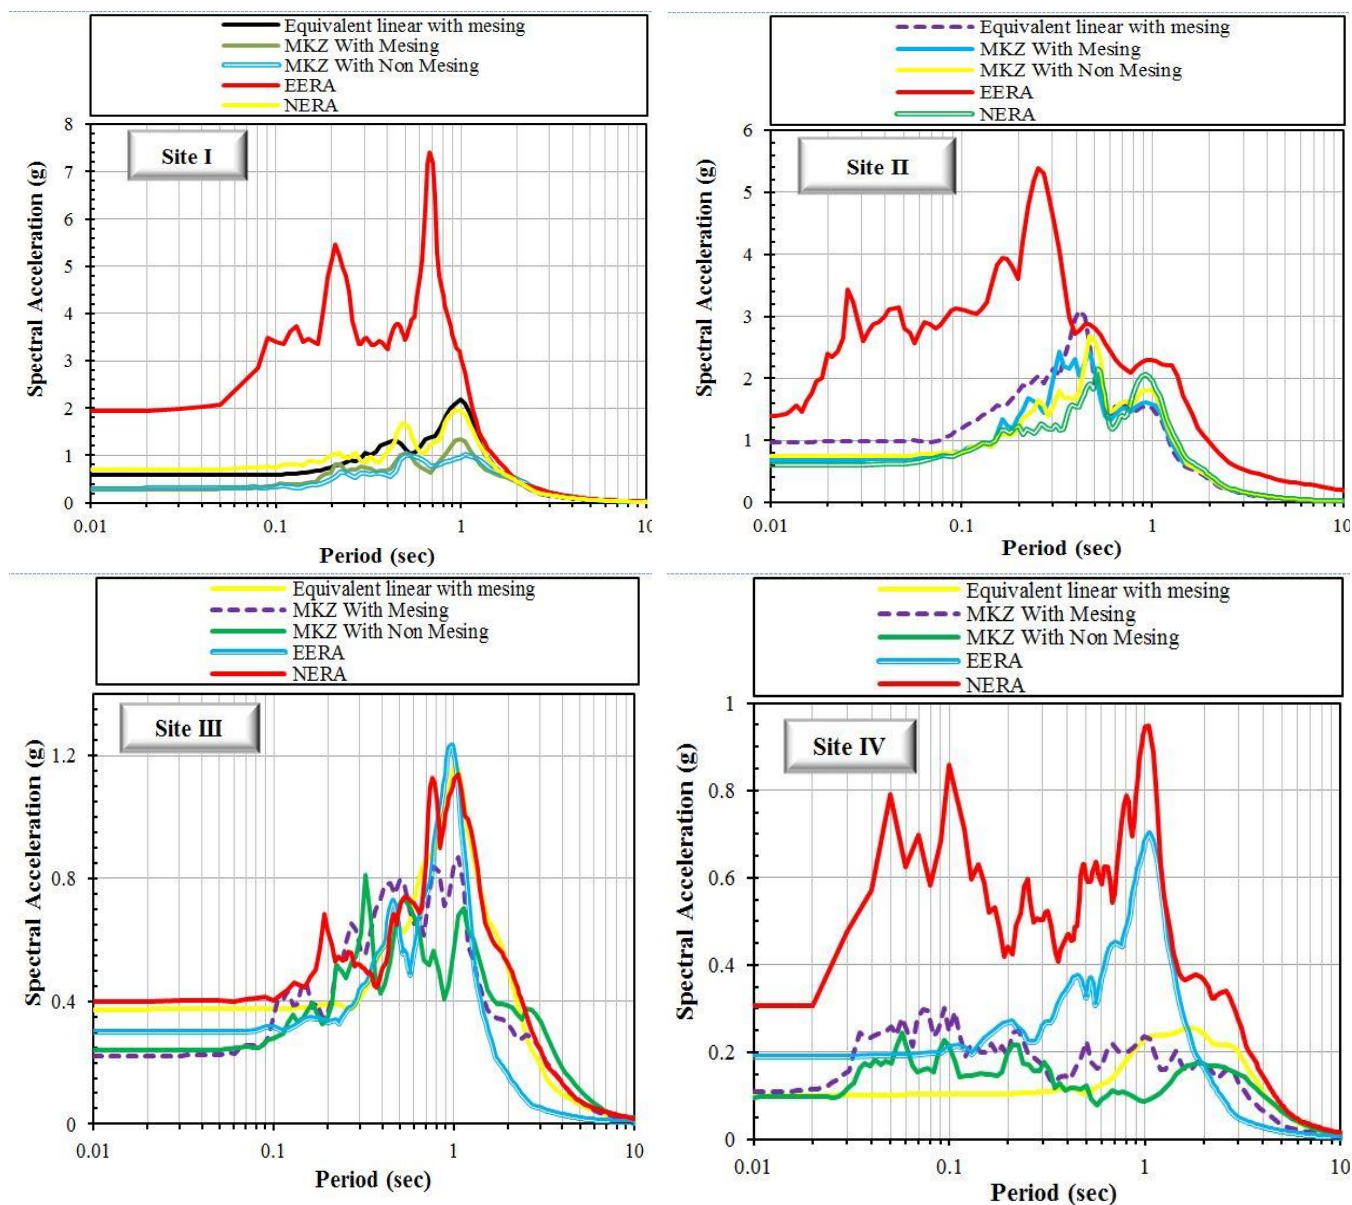 Equivalent linear with mesing
MKZ With Mesing
MKZ With Non Mesing
EERA
NERA
Site I
Spectral Acceleration (g)
8
7
6
5
4
3
2
1
0
0.01
0.1
1
10
Period (sec)
Equivalent linear with mesing
MKZ With Mesing
MKZ With Non Mesing
EERA
NERA
Site II
Spectral Acceleration (g)
6
5
4
3
2
1
0
0.01
0.1
1
10
Period (sec)
Equivalent linear with mesing
MKZ With Mesing
MKZ With Non Mesing
EERA
NERA
Site III
Spectral Acceleration (g)
1.2
0.8
0.4
0
0.01
0.1
1
10
Period (sec)
Equivalent linear with mesing
MKZ With Mesing
MKZ With Non Mesing
EERA
NERA
Site IV
Spectral Acceleration (g)
1
0.8
0.6
0.4
0.2
0
0.01
0.1
1
10
Period (sec)